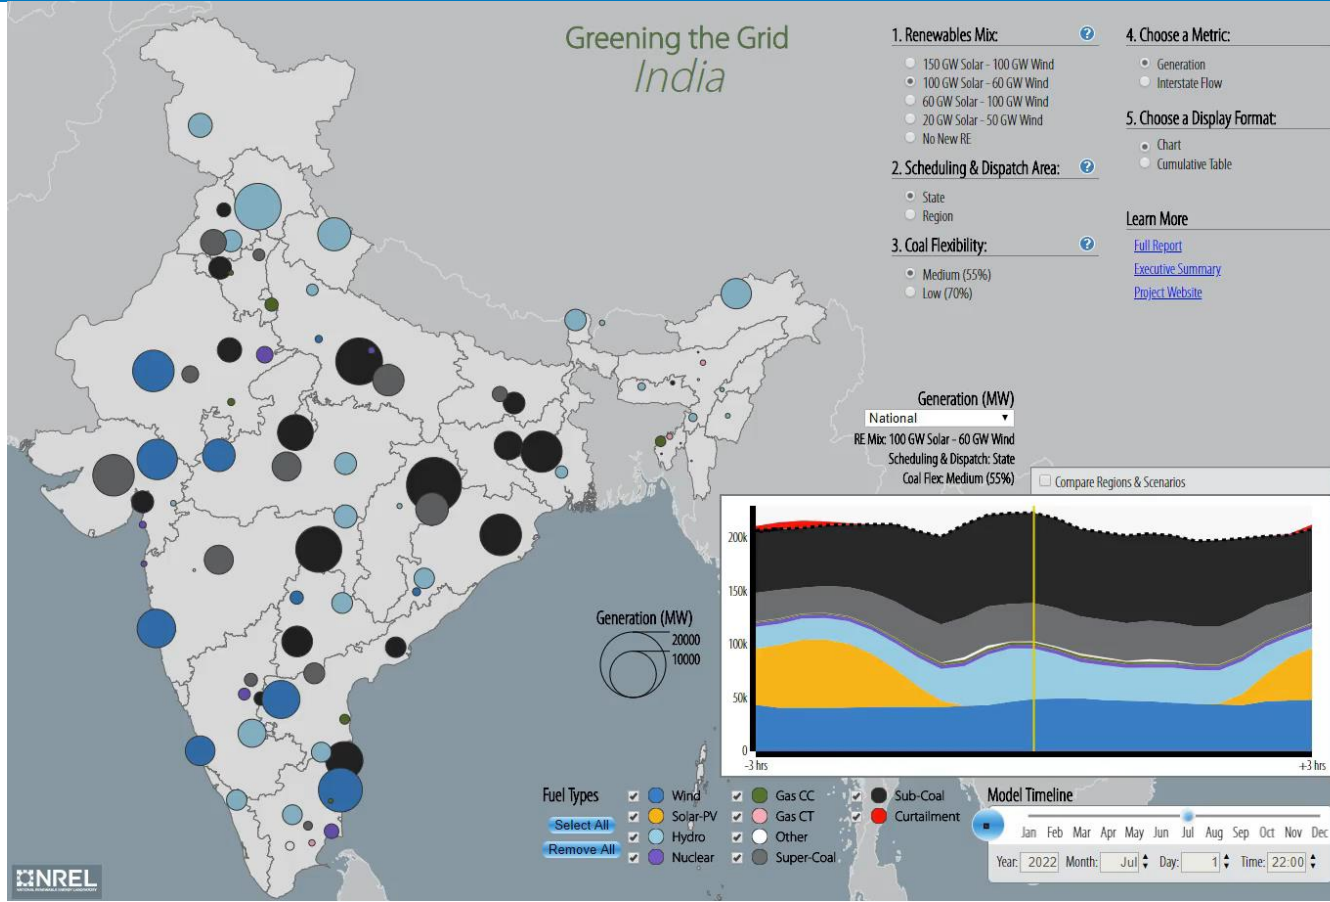 Greening the Grid
India
1. Renewables Mix:
?
150 GW Solar - 100 GW Wind
100 GW Solar - 60 GW Wind
60 GW Solar - 100 GW Wind
20 GW Solar - 50 GW Wind
No New RE
2. Scheduling & Dispatch Area:
?
State
Region
3. Coal Flexibility:
?
Medium (55%)
Low (70%)
4. Choose a Metric:
Generation
Interstate Flow
5. Choose a Display Format:
Chart
Cumulative Table
Learn More
Full Report
Executive Summary
Project Website
Generation (MW)
National
RE Mix: 100 GW Solar - 60 GW Wind
Scheduling & Dispatch: State
Coal Flex: Medium (55%)
Compare Regions & Scenarios
200k
150k
100k
50k
0
-3 hrs
+3 hrs
Generation (MW)
20000
10000
Fuel Types
Select All
Remove All
Wind
Solar-PV
Hydro
Nuclear
Gas CC
Gas CT
Other
Super-Coal
Sub-Coal
Curtailment
Model Timeline
Jan Feb Mar Apr May Jun Jul Aug Sep Oct Nov Dec
Year: 2022 Month: Jul Day: 1 Time: 22:00
NREL